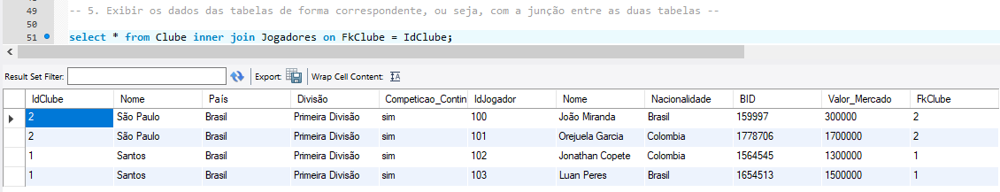 49
-- 5. Exibir os dados das tabelas de forma correspondente, ou seja, com a junção entre as duas tabelas --
50
51 select * from Clube inner join Jogadores on FkClube = IdClube;
Result Set Filter: Export: Wrap Cell Content:
IdClube Nome País Divisão Competicao_Contin IdJogador Nome Nacionalidade BID Valor_Mercado FkClube
2 São Paulo Brasil Primeira Divisão sim 100 João Miranda Brasil 159997 300000 2
2 São Paulo Brasil Primeira Divisão sim 101 Orejuela Garcia Colombia 1778706 1700000 2
1 Santos Brasil Primeira Divisão sim 102 Jonathan Copete Colombia 1564545 1300000 1
1 Santos Brasil Primeira Divisão sim 103 Luan Peres Brasil 1654513 1500000 1